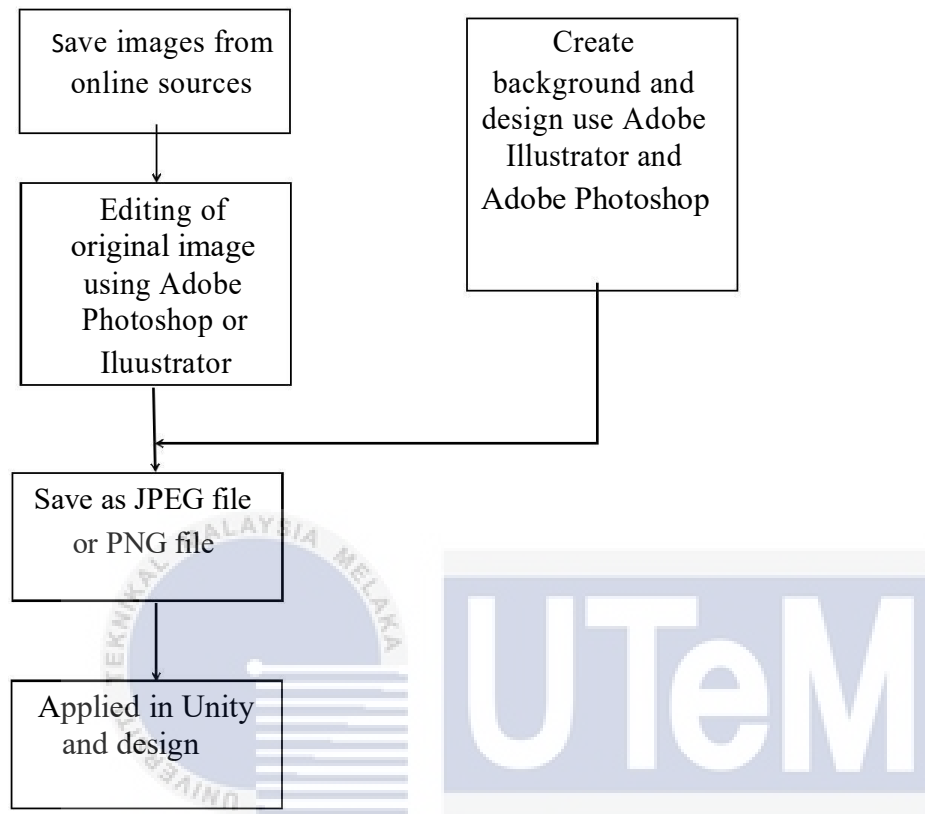 Save images from
online sources
Create
background and
design use Adobe
Illustrator and
Adobe Photoshop
Editing of
original image
using Adobe
Photoshop or
Iluustrator
Save as JPEG file
or PNG file
Applied in Unity
and design
UNIVERSITI TEKNIKAL MALAYSIA MELAKA
UTeM